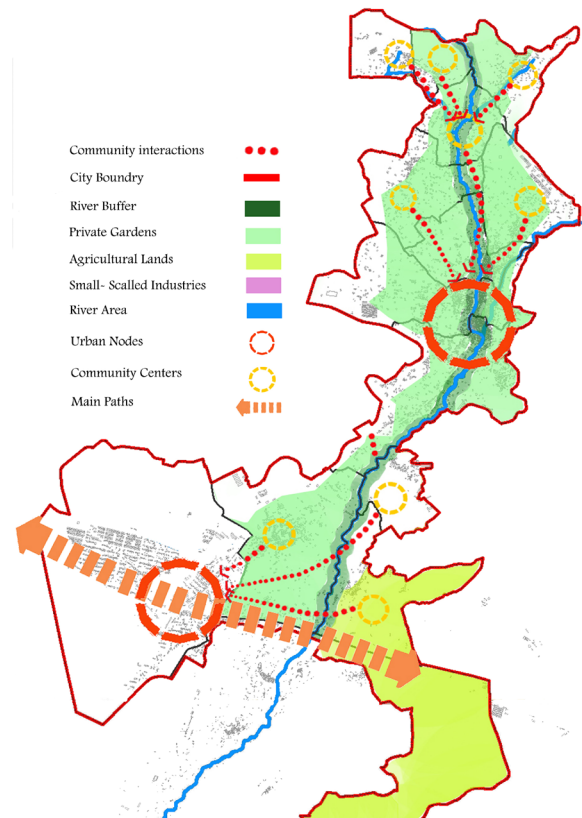 Community interactions
City Boundry
River Buffer
Private Gardens
Agricultural Lands
Small- Scalled Industries
River Area
Urban Nodes
Community Centers
Main Paths